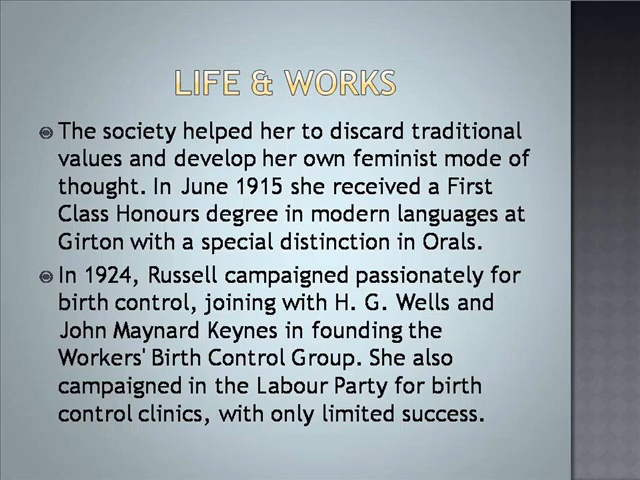 LIFE & WORKS
The society helped her to discard traditional
values and develop her own feminist mode of
thought. In June 1915 she received a First
Class Honours degree in modern languages at
Girton with a special distinction in Orals.
In 1924, Russell campaigned passionately for
birth control, joining with H. G. Wells and
John Maynard Keynes in founding the
Workers' Birth Control Group. She also
campaigned in the Labour Party for birth
control clinics, with only limited success.